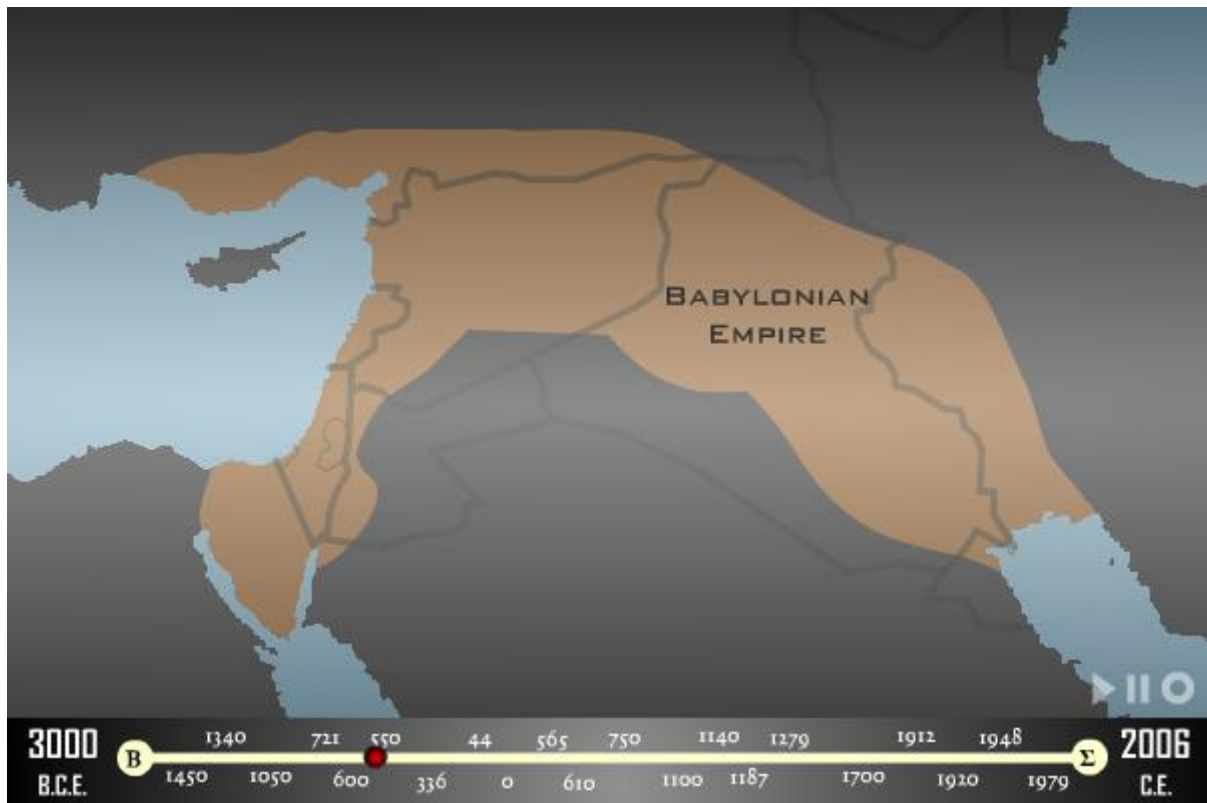 BABYLONIAN
EMPIRE
3000
B.C.E.
B
1340 721 550 44 565 750 1140 1279 1912 1948
1450 1050 600 336 0 610 1100 1187 1700 1920 1979
Σ
2006
C.E.